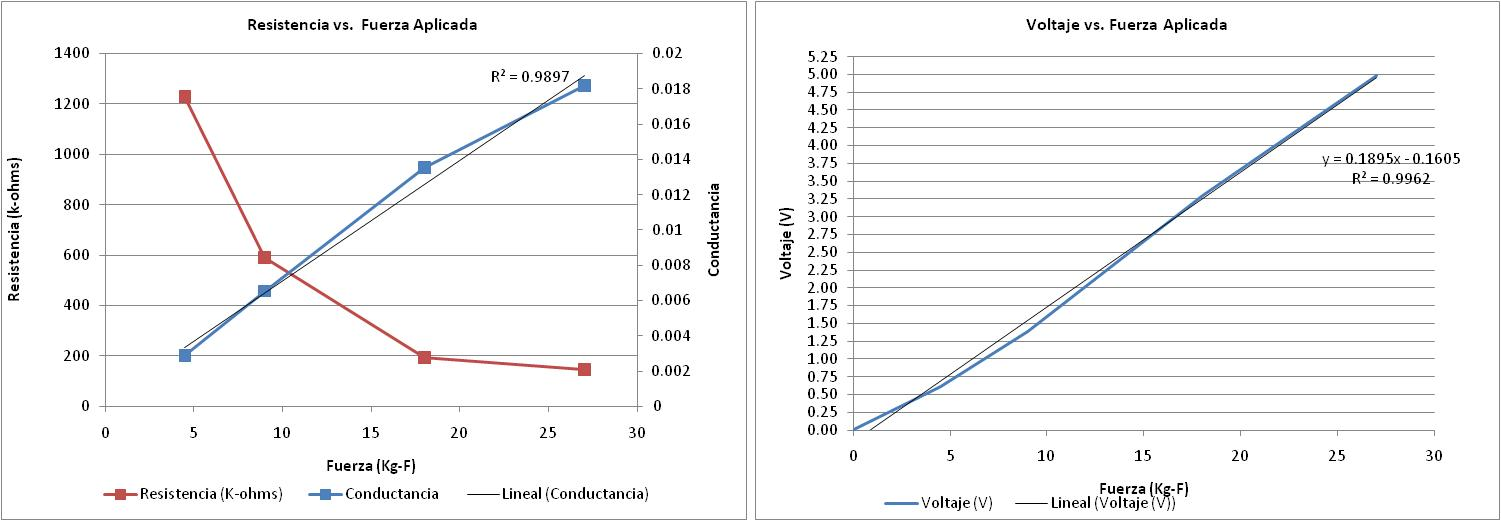 Resistencia vs. Fuerza Aplicada
R² = 0.9897
1400
1200
1000
800
600
400
200
0
Resistencia (k-ohms)
0.02
0.018
0.016
0.014
0.012
0.01
0.008
0.006
0.004
0.002
0
Conductancia
0 5 10 15 20 25 30
Fuerza (Kg-F)
Resistencia (K-ohms) Conductancia Lineal (Conductancia)
Voltaje vs. Fuerza Aplicada
5.25
5.00
4.75
4.50
4.25
4.00
3.75
3.50
3.25
3.00
2.75
2.50
2.25
2.00
1.75
1.50
1.25
1.00
0.75
0.50
0.25
0.00
Voltaje (V)
y = 0.1895x - 0.1605
R² = 0.9962
0 5 10 15 20 25 30
Fuerza (Kg-F)
Voltaje (V) Lineal (Voltaje (V))